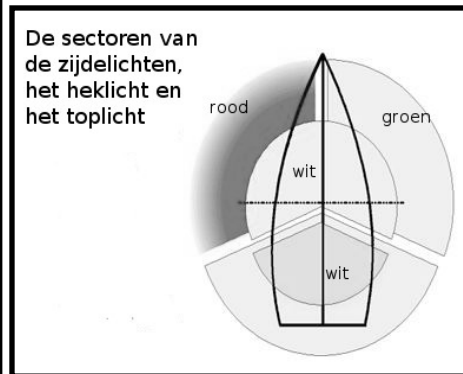 De sectoren van
de zijdelichten,
het heklicht en
het toplicht
rood
groen
wit
wit